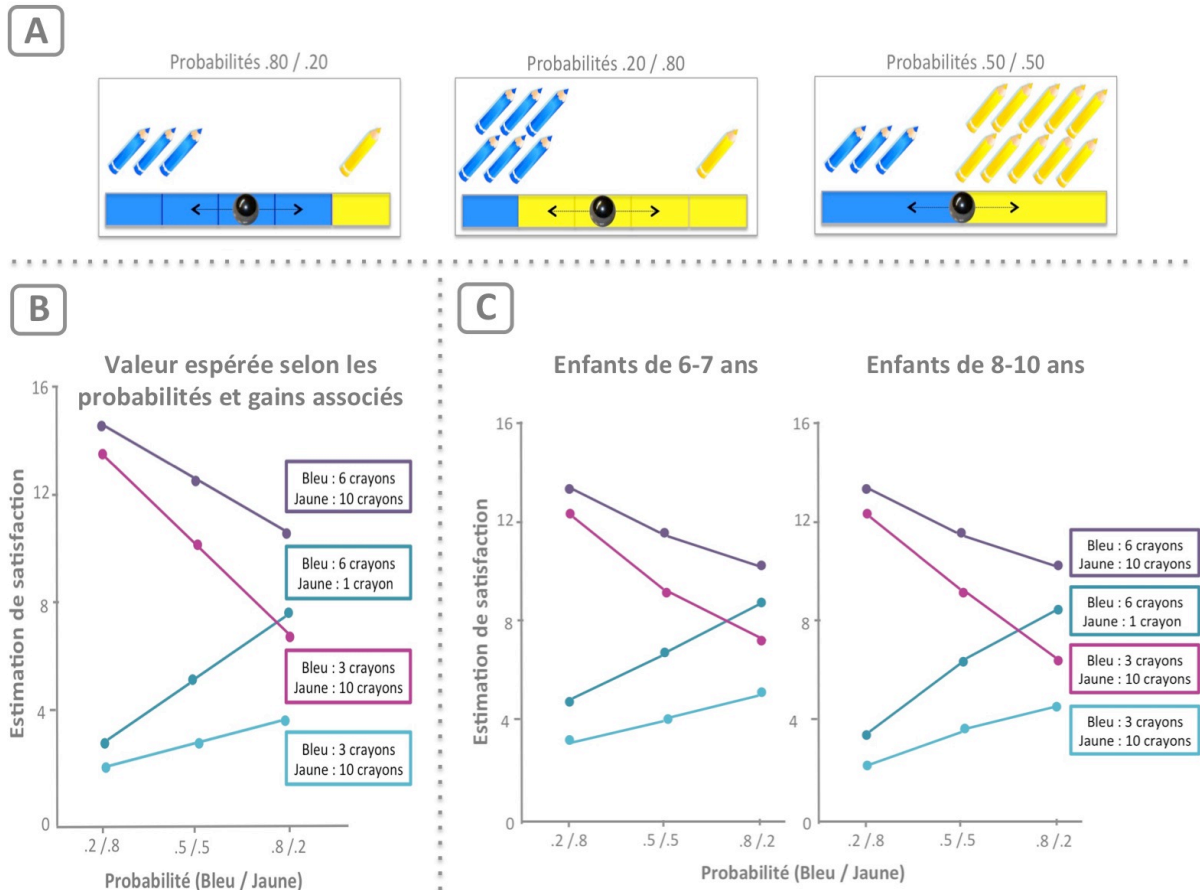 A
Probabilités .80 / .20
Probabilités .20 / .80
Probabilités .50 / .50
B
Valeur espérée selon les
probabilités et gains associés
Estimation de satisfaction
16
12
8
4
0
Bleu : 6 crayons
Jaune : 10 crayons
Bleu : 6 crayons
Jaune : 1 crayon
Bleu : 3 crayons
Jaune : 10 crayons
Bleu : 3 crayons
Jaune : 10 crayons
.2 /.8
.5 /.5
.8 /.2
Probabilité (Bleu / Jaune)
C
Enfants de 6-7 ans
Estimation de satisfaction
16
12
8
4
0
.2 /.8
.5 /.5
.8 /.2
Enfants de 8-10 ans
16
12
8
4
0
Bleu : 6 crayons
Jaune : 10 crayons
Bleu : 6 crayons
Jaune : 1 crayon
Bleu : 3 crayons
Jaune : 10 crayons
Bleu : 3 crayons
Jaune : 10 crayons
.2 /.8
.5 /.5
.8 /.2
Probabilité (Bleu / Jaune)